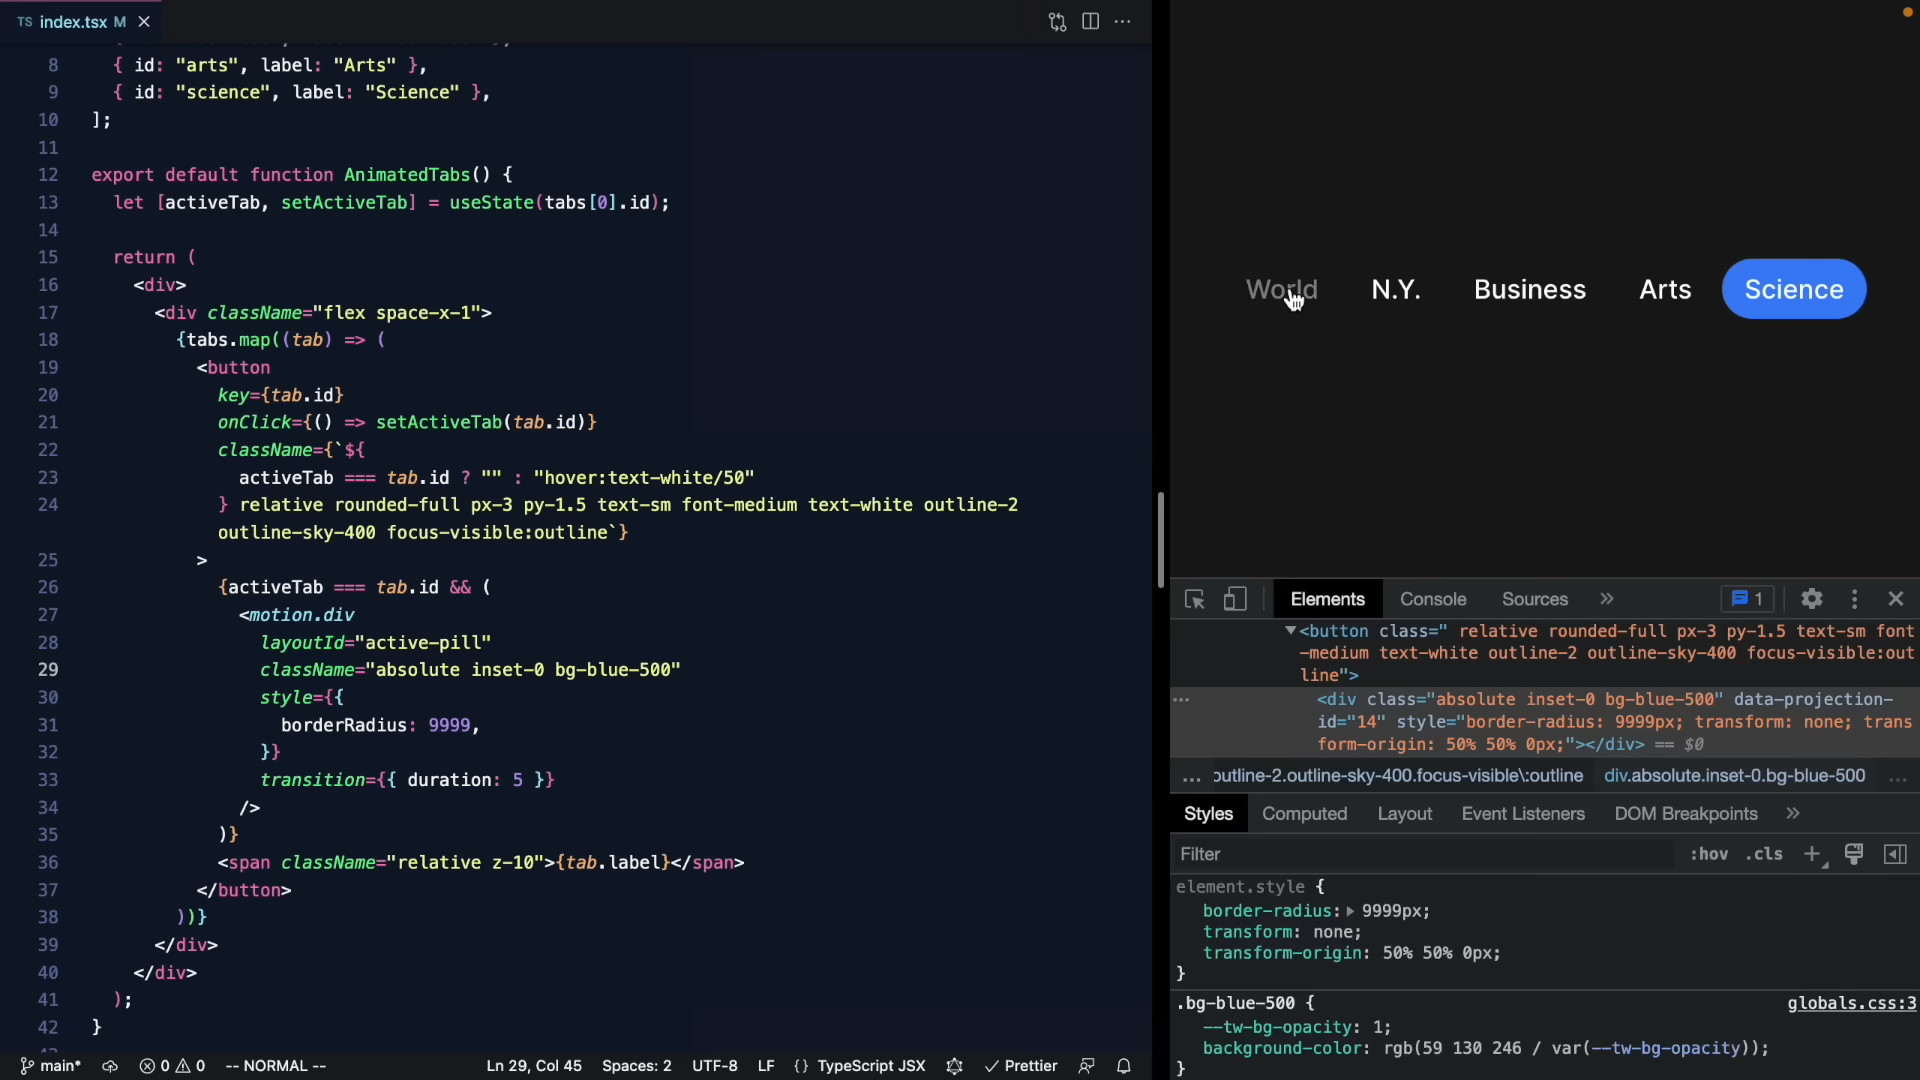 TS index.tsx M
8 { id: "arts", label: "Arts" },
9 { id: "science", label: "Science" },
10 ];
11
12 export default function AnimatedTabs() {
13 let [activeTab, setActiveTab] = useState(tabs[0].id);
14
15 return (
16 <div>
17 <div className="flex space-x-1">
18 {tabs.map((tab) => (
19 <button
20 key={tab.id}
21 onClick={() => setActiveTab(tab.id)}
22 className={`${
23 activeTab === tab.id ? "" : "hover:text-white/50"
24 } relative rounded-full px-3 py-1.5 text-sm font-medium text-white outline-2
outline-sky-400 focus-visible:outline`}
25 >
26 {activeTab === tab.id && (
27 <motion.div
28 layoutId="active-pill"
29 className="absolute inset-0 bg-blue-500"
30 style={{
31 borderRadius: 9999,
32 }}
33 transition={{ duration: 5 }}
34 />
35 )}
36 <span className="relative z-10">{tab.label}</span>
37 </button>
38 ))}
39 </div>
40 </div>
41 );
42 }
main* 0 0 -- NORMAL -- Ln 29, Col 45 Spaces: 2 UTF-8 LF {} TypeScript JSX Prettier
World N.Y. Business Arts Science
Elements Console Sources » 1
<button class=" relative rounded-full px-3 py-1.5 text-sm font
-medium text-white outline-2 outline-sky-400 focus-visible:out
line">
<div class="absolute inset-0 bg-blue-500" data-projection-
id="14" style="border-radius: 9999px; transform: none; trans
form-origin: 50% 50% 0px;"></div> == $0
... outline-2.outline-sky-400.focus-visible\:outline div.absolute.inset-0.bg-blue-500 ...
Styles Computed Layout Event Listeners DOM Breakpoints »
Filter :hov .cls +
element.style {
border-radius: 9999px;
transform: none;
transform-origin: 50% 50% 0px;
}
.bg-blue-500 { globals.css:3
--tw-bg-opacity: 1;
background-color: rgb(59 130 246 / var(--tw-bg-opacity));
}